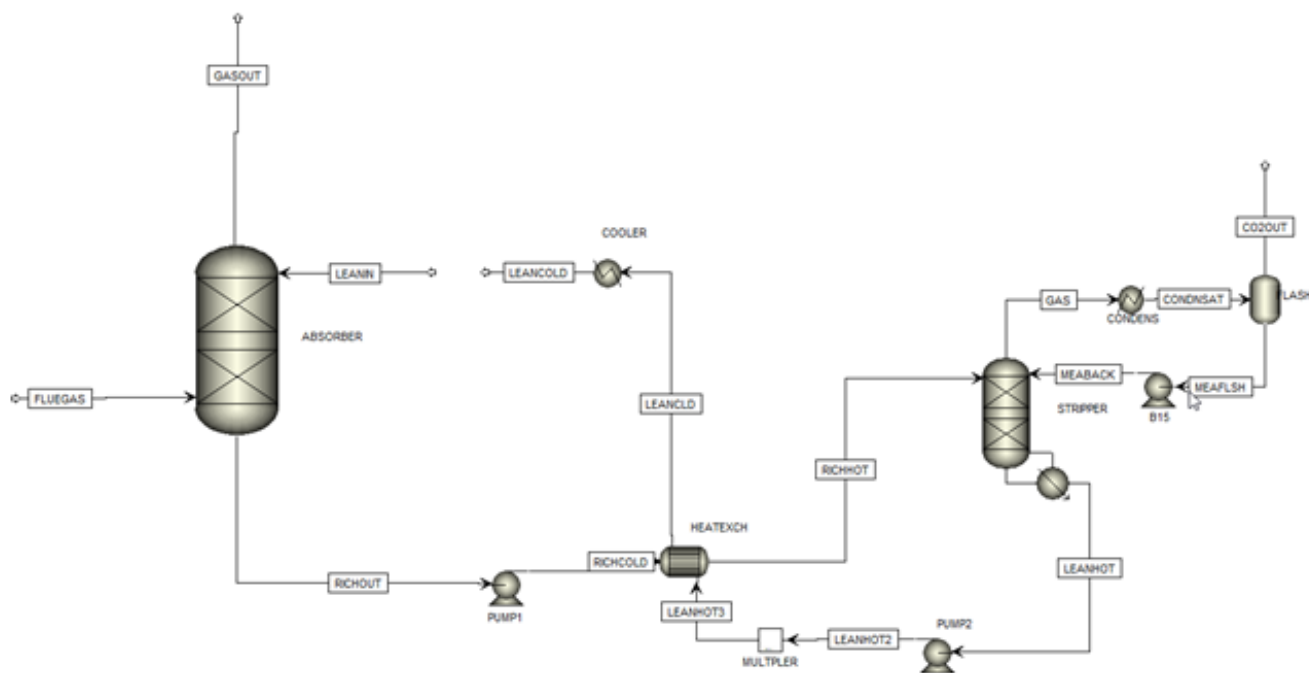 GASOUT
CO2OUT
COOLER
LEANIN
LEANCOLD
GAS
CONDNSAT
FLASH
CONDENS
ABSORBER
MEABACK
MEAFLSH
FLUEGAS
LEANCLD
STRIPPER
B15
RICHHOT
HEATEXCH
RICHCOLD
LEANHOT
RICHOUT
LEANHOT3
PUMP1
LEANHOT2
PUMP2
MULTPLER